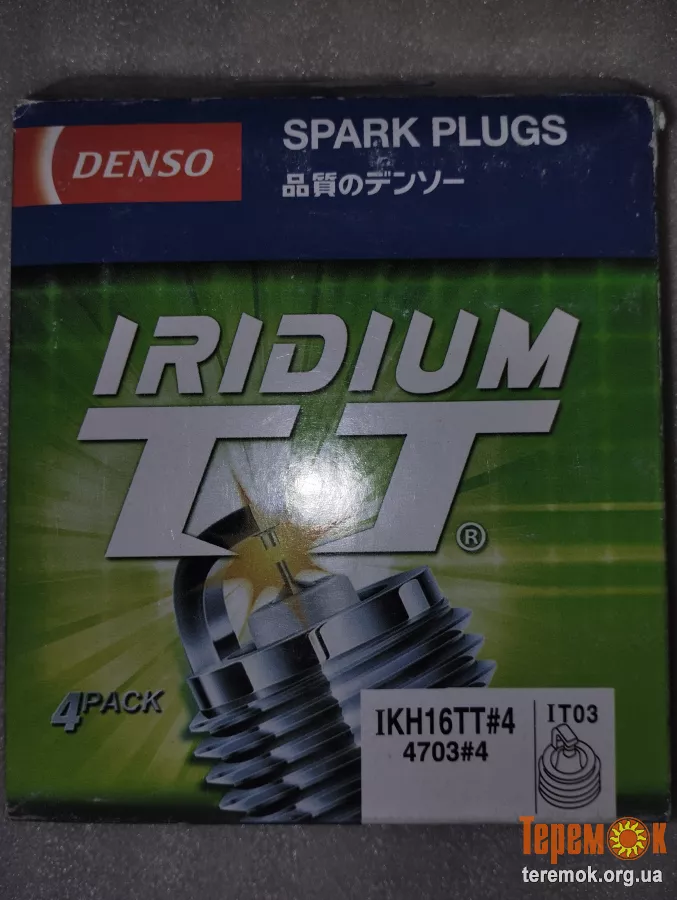 DENSO
SPARK PLUGS
品質のデンソー
IRIDIUM
TT®
4PACK
IKH16TT#4
4703#4
IT03
Теремок
teremok.org.ua